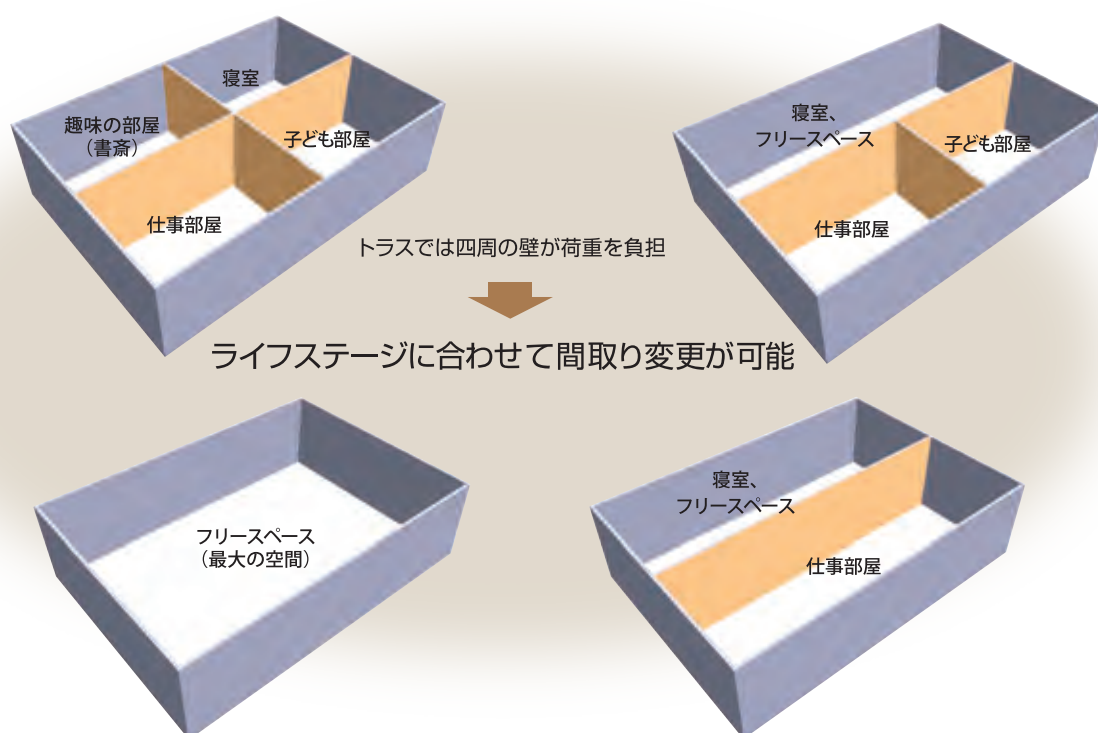 寝室
趣味の部屋
(書斎)
子ども部屋
仕事部屋
寝室、
フリースペース
子ども部屋
仕事部屋
トラスでは四周の壁が荷重を負担
ライフステージに合わせて間取り変更が可能
フリースペース
(最大の空間)
寝室、
フリースペース
仕事部屋